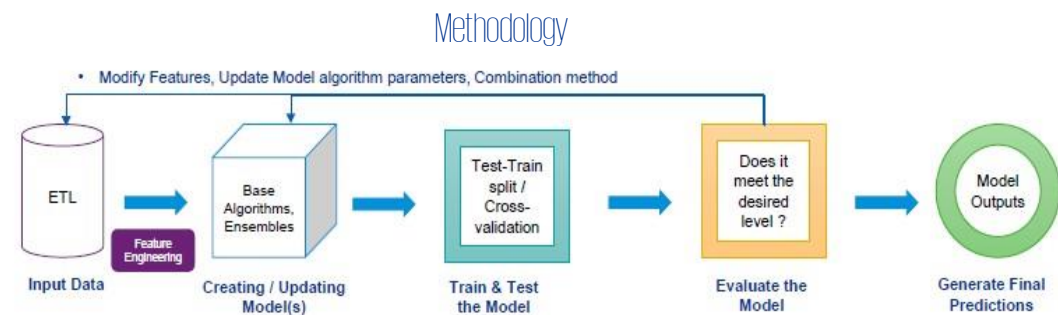 Methodology
• Modify Features, Update Model algorithm parameters, Combination method
ETL
Feature
Engineering
Input Data
Base
Algorithms,
Ensembles
Creating / Updating
Model(s)
Test-Train
split /
Cross-
validation
Train & Test
the Model
Does it
meet the
desired
level ?
Evaluate the
Model
Model
Outputs
Generate Final
Predictions